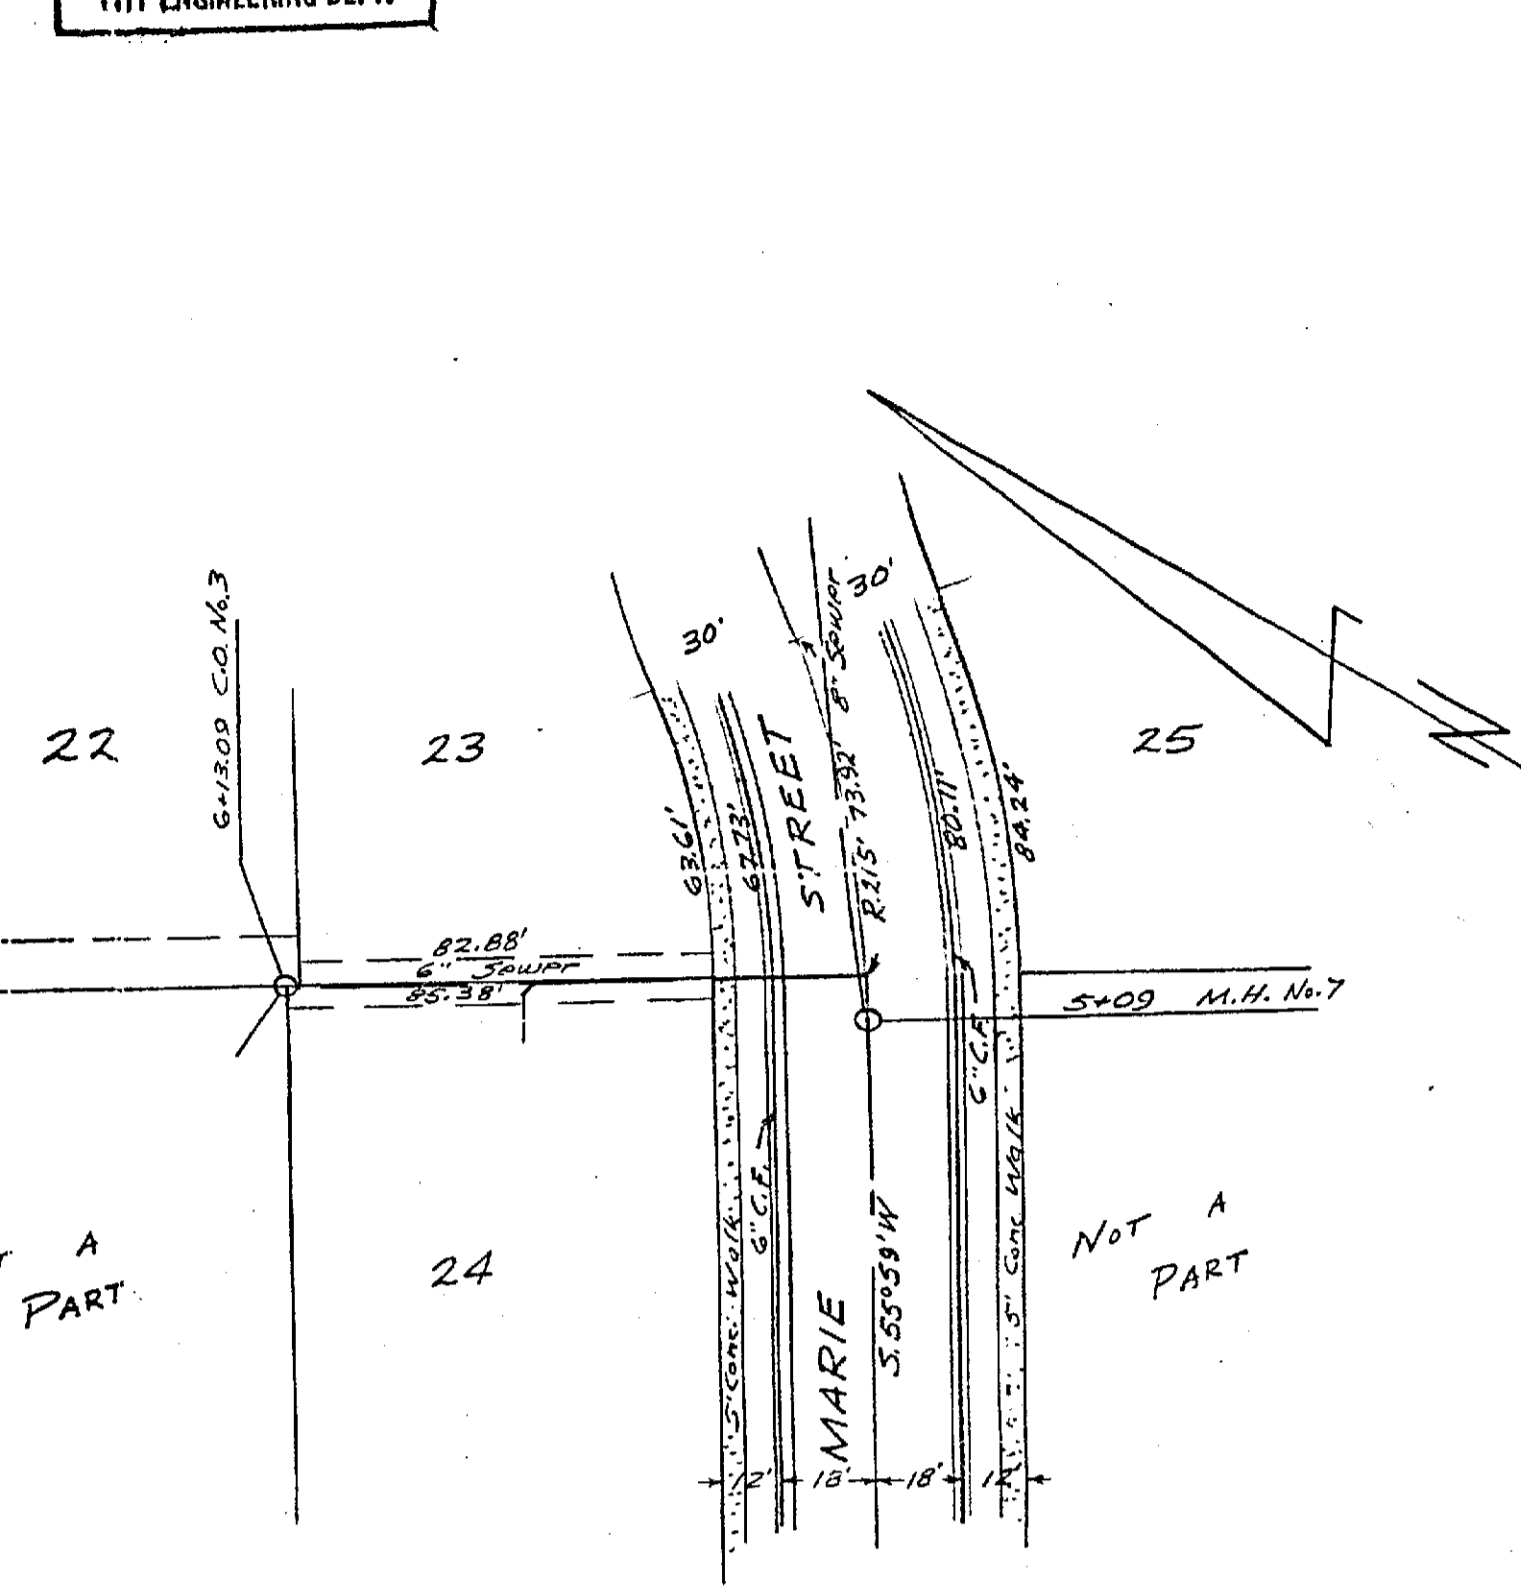 ENGINEERING DEPT.
6+13.09 C.O. No.3
30'
30'
8" Sewer
22
23
25
STREET
63.61'
67.73'
R.215' 73.92'
80.11'
84.24'
82.88'
6" Sewer
85.38'
5+09 M.H. No.7
6" C.F.
6" C.F.
A
PART
24
5' Conc. Walk
MARIE
S.55°59'W
5' Conc. Walk
NOT A
PART
12'
18'
18'
12'